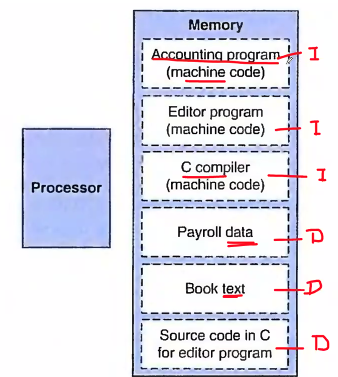 Memory
Accounting program I
(machine code)
Editor program
(machine code) I
C compiler I
(machine code)
Processor
Payroll data D
Book text D
Source code in C
for editor program D